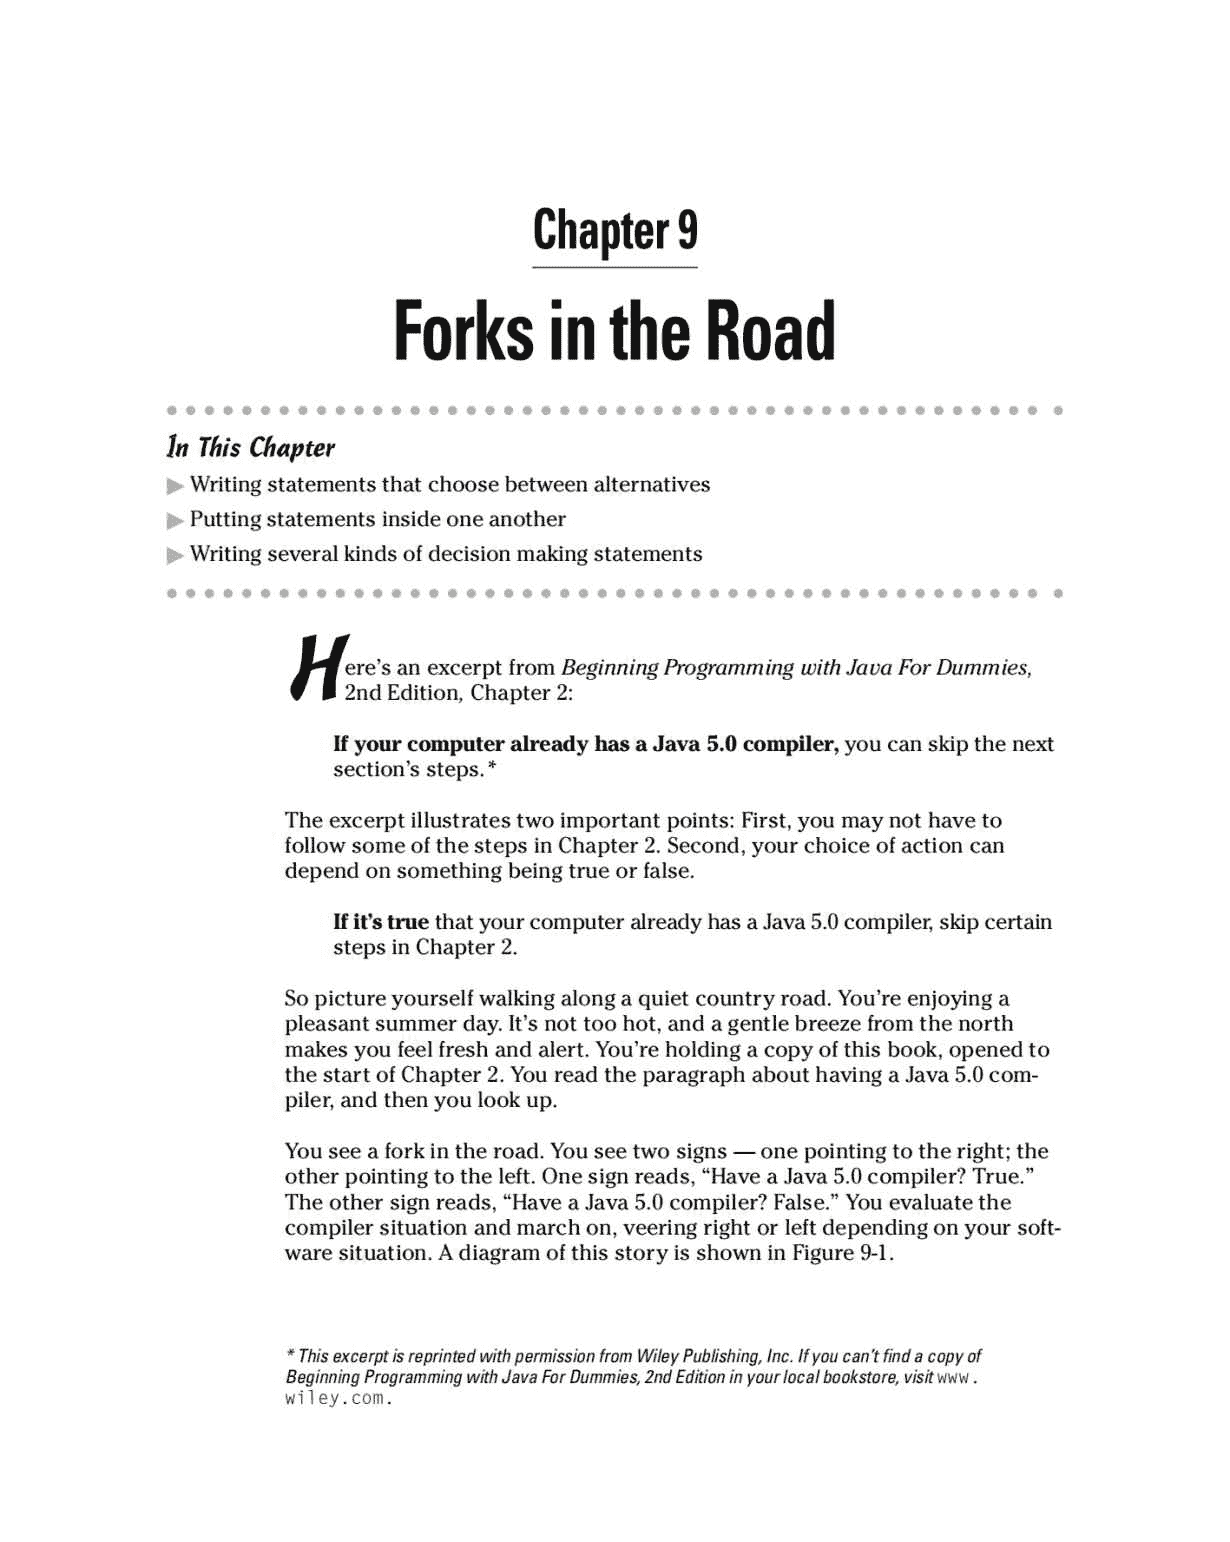 Chapter 9
Forks in the Road
In This Chapter
▶ Writing statements that choose between alternatives
▶ Putting statements inside one another
▶ Writing several kinds of decision making statements
Here’s an excerpt from Beginning Programming with Java For Dummies,
2nd Edition, Chapter 2:
If your computer already has a Java 5.0 compiler, you can skip the next
section’s steps.*
The excerpt illustrates two important points: First, you may not have to
follow some of the steps in Chapter 2. Second, your choice of action can
depend on something being true or false.
If it’s true that your computer already has a Java 5.0 compiler, skip certain
steps in Chapter 2.
So picture yourself walking along a quiet country road. You’re enjoying a
pleasant summer day. It’s not too hot, and a gentle breeze from the north
makes you feel fresh and alert. You’re holding a copy of this book, opened to
the start of Chapter 2. You read the paragraph about having a Java 5.0 com-
piler, and then you look up.
You see a fork in the road. You see two signs — one pointing to the right; the
other pointing to the left. One sign reads, “Have a Java 5.0 compiler? True.”
The other sign reads, “Have a Java 5.0 compiler? False.” You evaluate the
compiler situation and march on, veering right or left depending on your soft-
ware situation. A diagram of this story is shown in Figure 9-1.
* This excerpt is reprinted with permission from Wiley Publishing, Inc. If you can’t find a copy of
Beginning Programming with Java For Dummies, 2nd Edition in your local bookstore, visit www.
wiley.com.